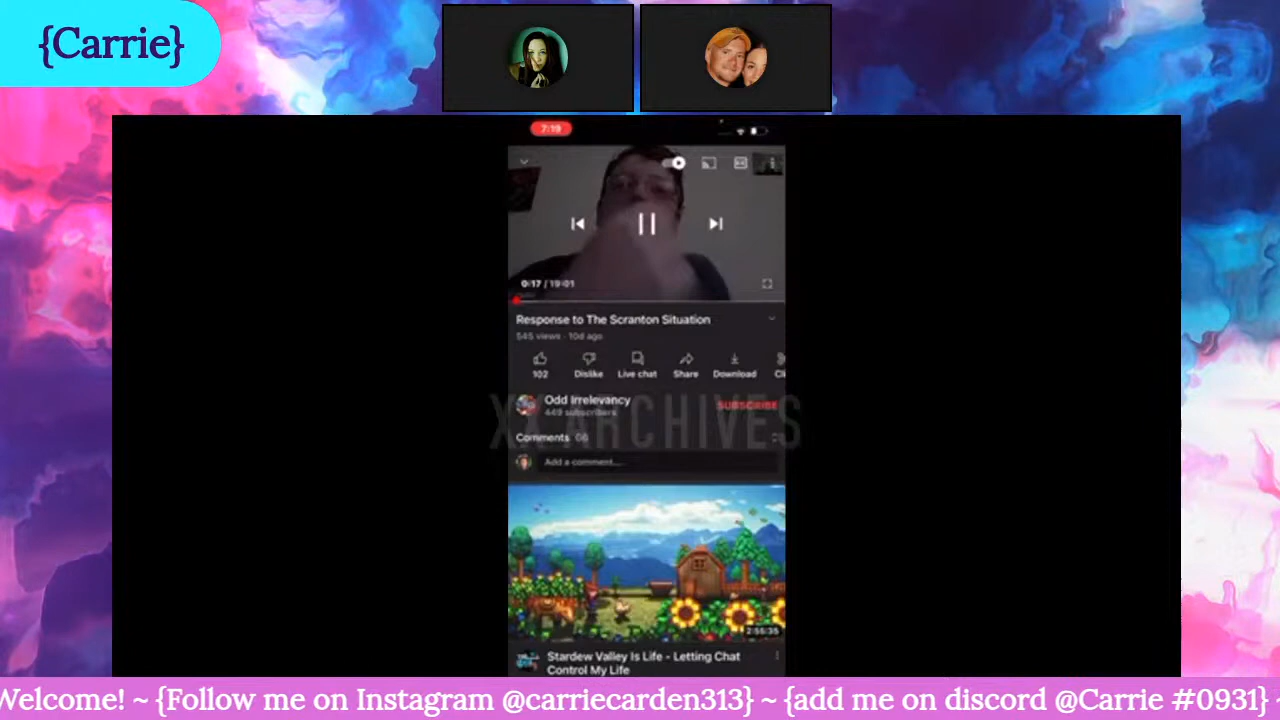 {Carrie}
7:19
0:17 / 19:01
Response to The Scranton Situation
545 views · 10d ago
102
Dislike
Live chat
Share
Download
Cli
Odd Irrelevancy
SUBSCRIBE
449 subscribers
XX ARCHIVES
Comments 66
Add a comment...
2:55:35
Stardew Valley Is Life - Letting Chat
Control My Life
Welcome! ~ {Follow me on Instagram @carriecarden313} ~ {add me on discord @Carrie #0931}